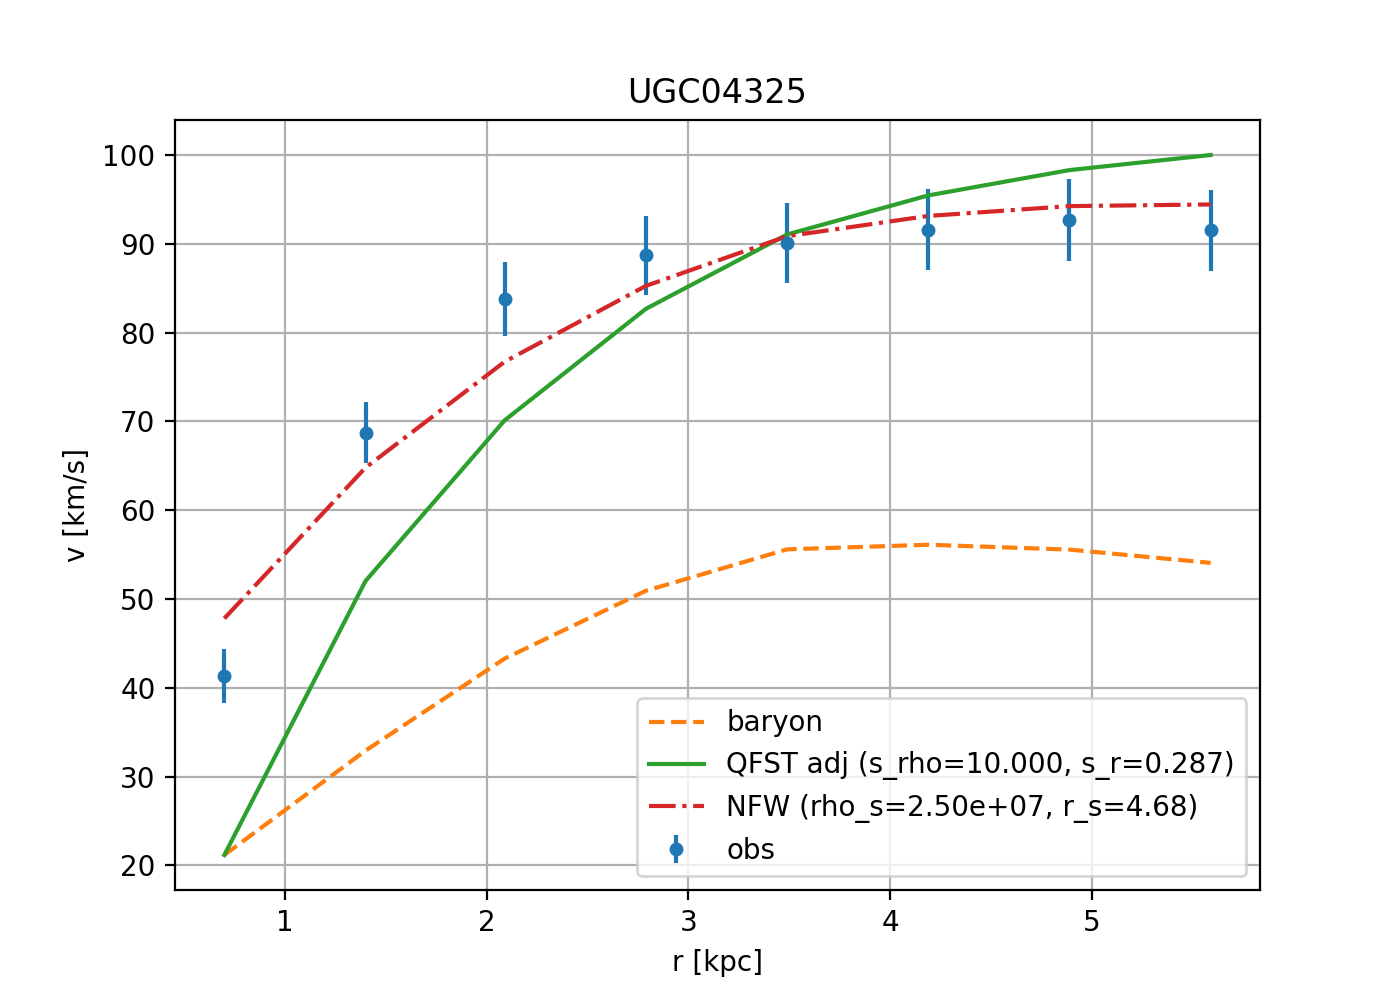 UGC04325
v [km/s]
100
90
80
70
60
50
40
30
20
baryon
QFST adj (s_rho=10.000, s_r=0.287)
NFW (rho_s=2.50e+07, r_s=4.68)
obs
1
2
3
4
5
r [kpc]